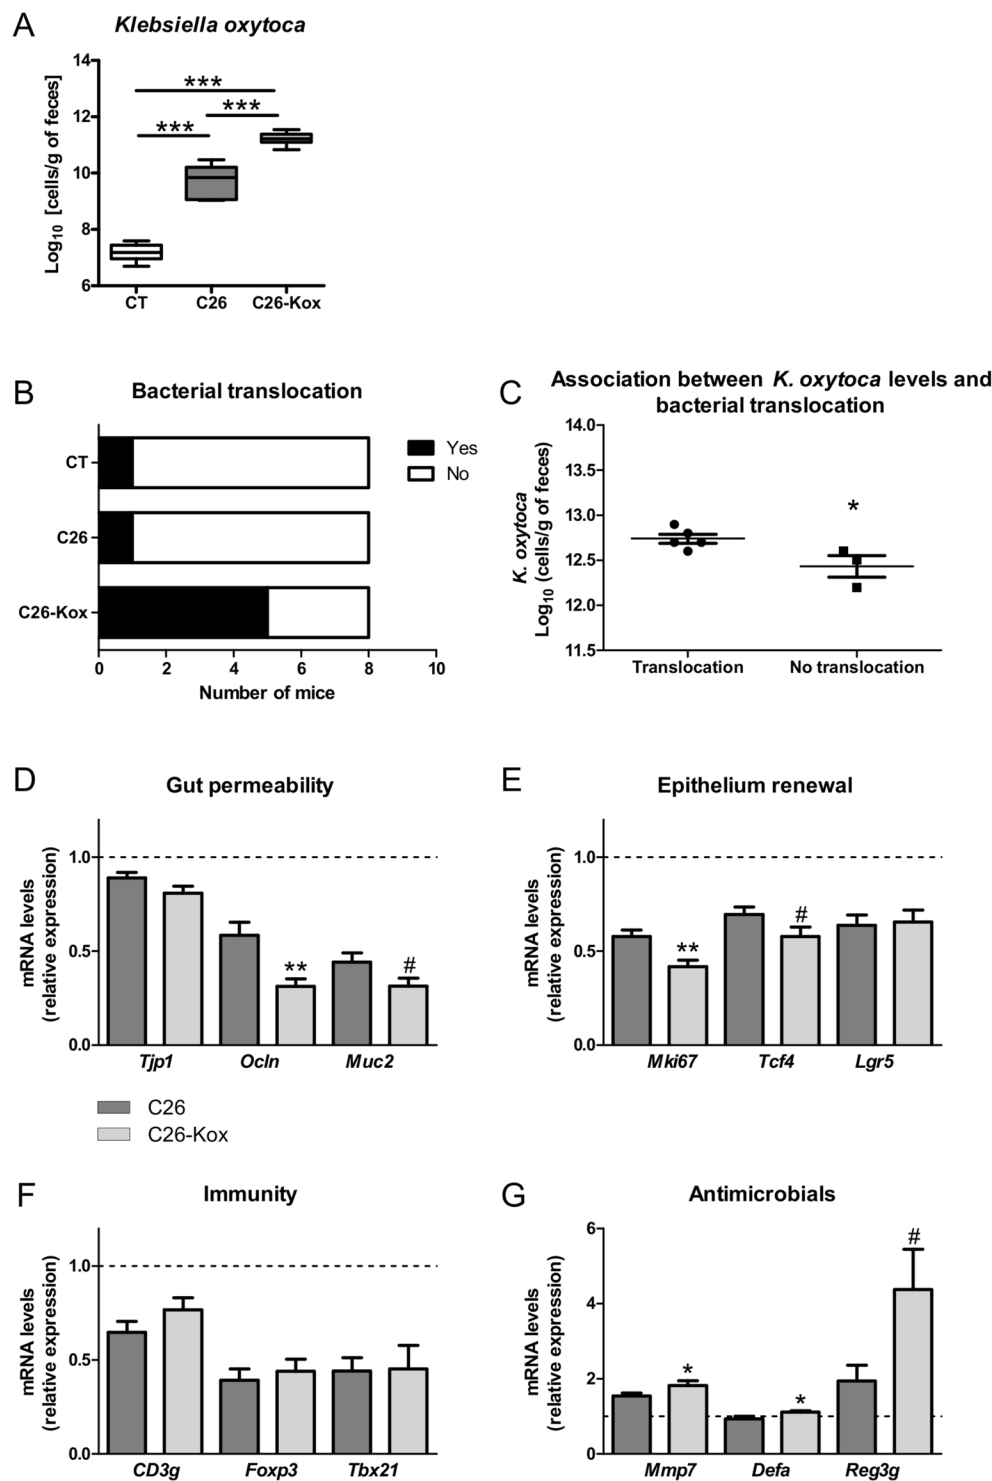 A
Klebsiella oxytoca
Log10 [cells/g of feces]
14
12
10
8
6
***
***
***
CT
C26
C26-Kox
B
Bacterial translocation
CT
C26
C26-Kox
0
2
4
6
8
10
Number of mice
Yes
No
C
Association between K. oxytoca levels and
bacterial translocation
K. oxytoca
Log10 (cells/g of feces)
14.0
13.5
13.0
12.5
12.0
11.5
*
Translocation
No translocation
D
Gut permeability
mRNA levels
(relative expression)
1.0
0.5
0.0
**
#
Tjp1
Ocln
Muc2
C26
C26-Kox
E
Epithelium renewal
mRNA levels
(relative expression)
1.0
0.5
0.0
**
#
Mki67
Tcf4
Lgr5
F
Immunity
mRNA levels
(relative expression)
1.0
0.5
0.0
CD3g
Foxp3
Tbx21
G
Antimicrobials
mRNA levels
(relative expression)
6
4
2
0
*
*
#
Mmp7
Defa
Reg3g